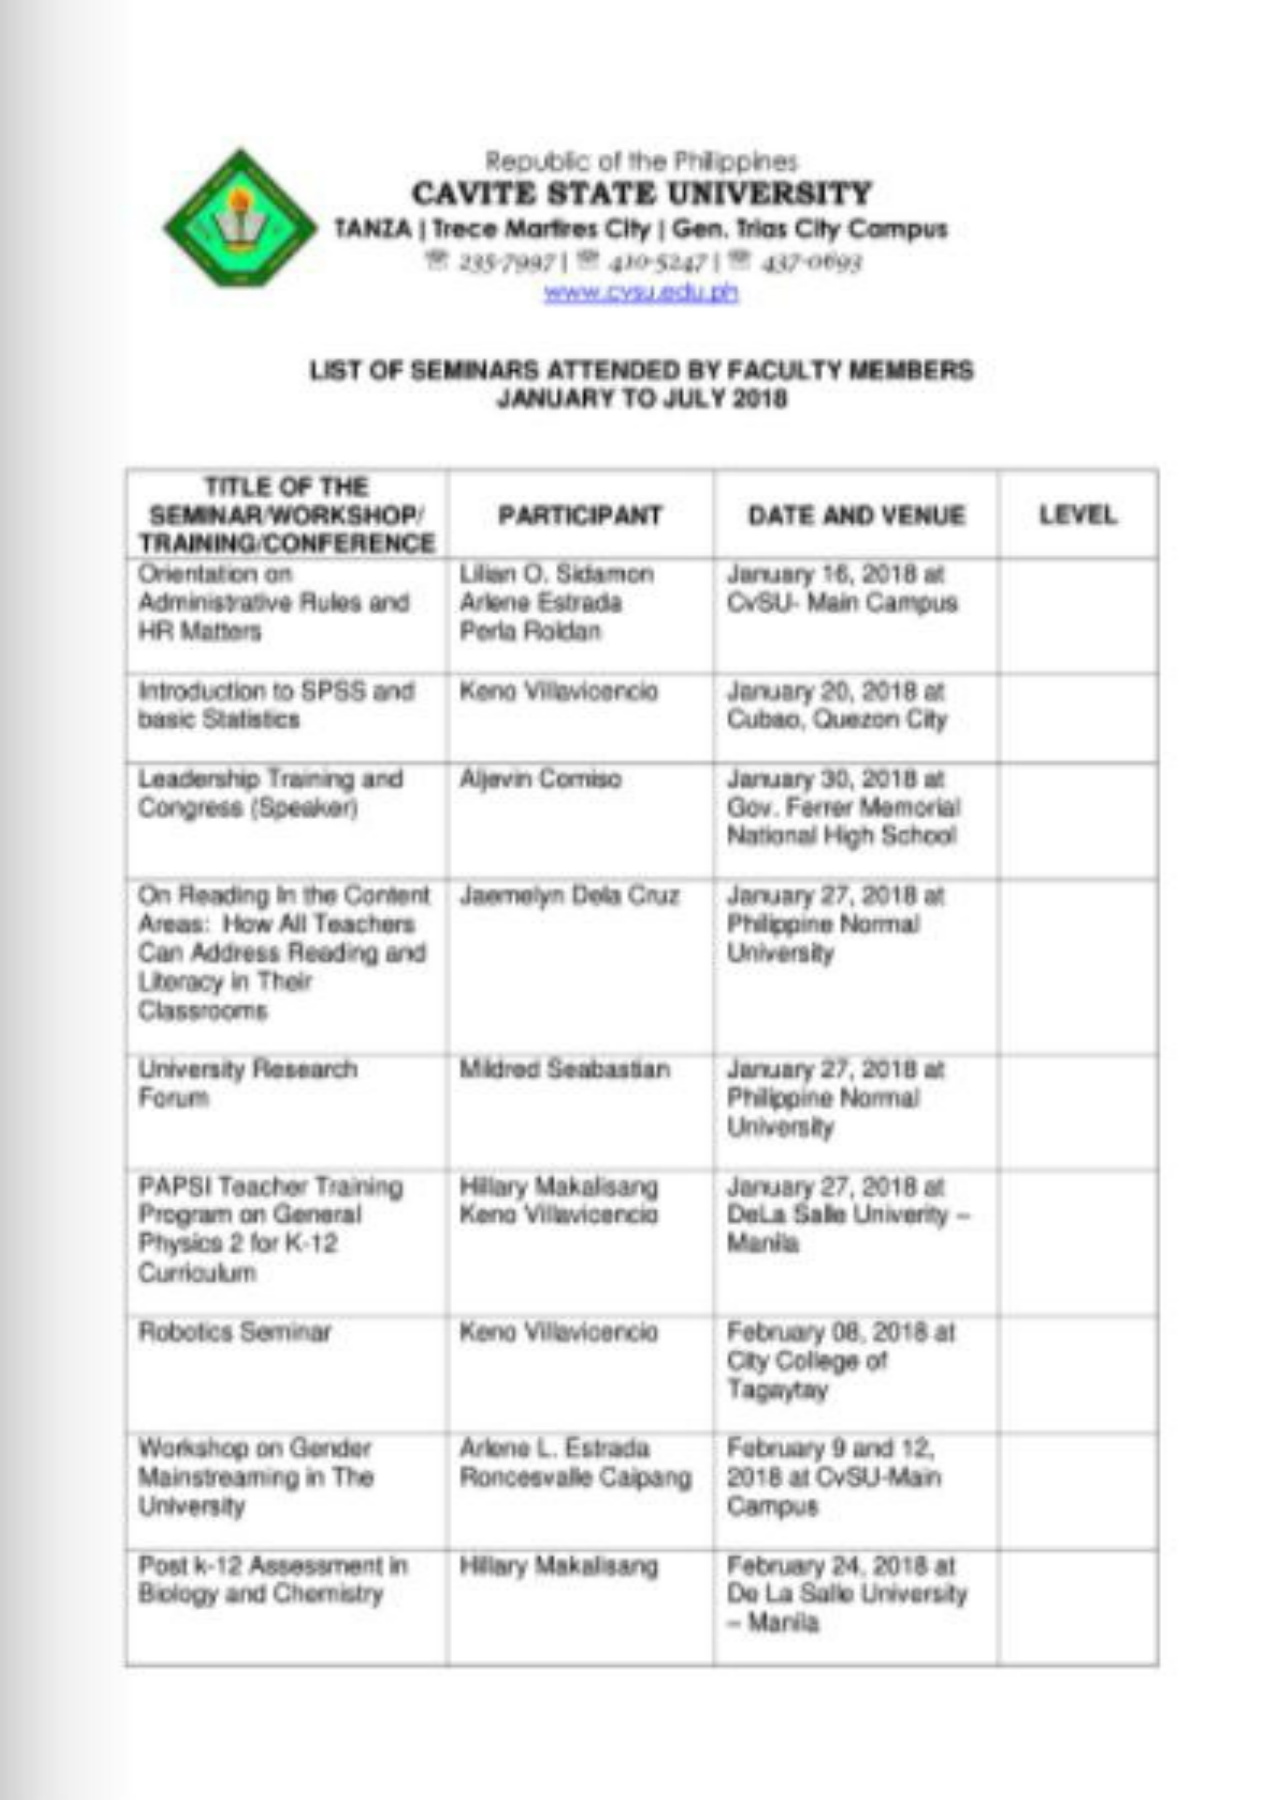 Republic of the Philippines
CAVITE STATE UNIVERSITY
TANZA | Trece Martires City | Gen. Trias City Campus
☏ 235-7997 | ☏ 410-5247 | ☏ 437-0693
www.cvsu.edu.ph
LIST OF SEMINARS ATTENDED BY FACULTY MEMBERS
JANUARY TO JULY 2018
TITLE OF THE
SEMINAR/WORKSHOP/
TRAINING/CONFERENCE
PARTICIPANT
DATE AND VENUE
LEVEL
Orientation on
Administrative Rules and
HR Matters
Lilian O. Sidamon
Arlene Estrada
Perla Roldan
January 16, 2018 at
CvSU- Main Campus
Introduction to SPSS and
basic Statistics
Keno Villavicencio
January 20, 2018 at
Cubao, Quezon City
Leadership Training and
Congress (Speaker)
Aljevin Comiso
January 30, 2018 at
Gov. Ferrer Memorial
National High School
On Reading In the Content
Areas: How All Teachers
Can Address Reading and
Literacy in Their
Classrooms
Jaemelyn Dela Cruz
January 27, 2018 at
Philippine Normal
University
University Research
Forum
Mildred Seabastian
January 27, 2018 at
Philippine Normal
University
PAPSI Teacher Training
Program on General
Physics 2 for K-12
Curriculum
Hillary Makalisang
Keno Villavicencio
January 27, 2018 at
DeLa Salle Univerity –
Manila
Robotics Seminar
Keno Villavicencio
February 08, 2018 at
City College of
Tagaytay
Workshop on Gender
Mainstreaming in The
University
Arlene L. Estrada
Roncesvalle Caipang
February 9 and 12,
2018 at CvSU-Main
Campus
Post k-12 Assessment in
Biology and Chemistry
Hillary Makalisang
February 24, 2018 at
De La Salle University
– Manila